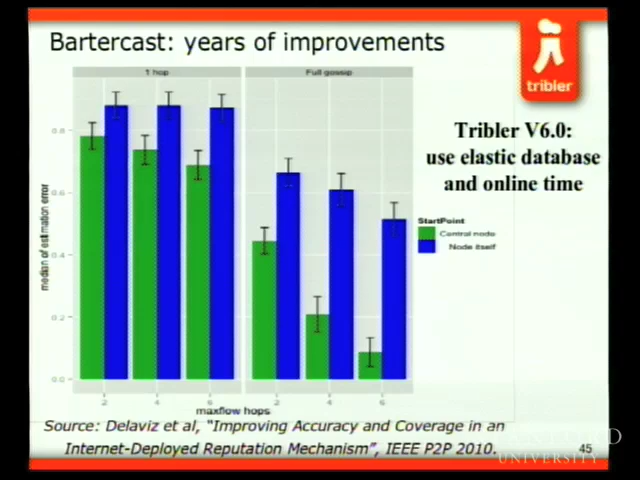 Bartercast: years of improvements
tribler
1 hop
Full gossip
Tribler V6.0:
use elastic database
and online time
0.8
0.6
0.4
0.2
0.0
median of estimation error
StartPoint
Control node
Node itself
2
4
6
2
4
6
maxflow hops
Source: Delaviz et al, "Improving Accuracy and Coverage in an
Internet-Deployed Reputation Mechanism", IEEE P2P 2010.
45
UNIVERSITY